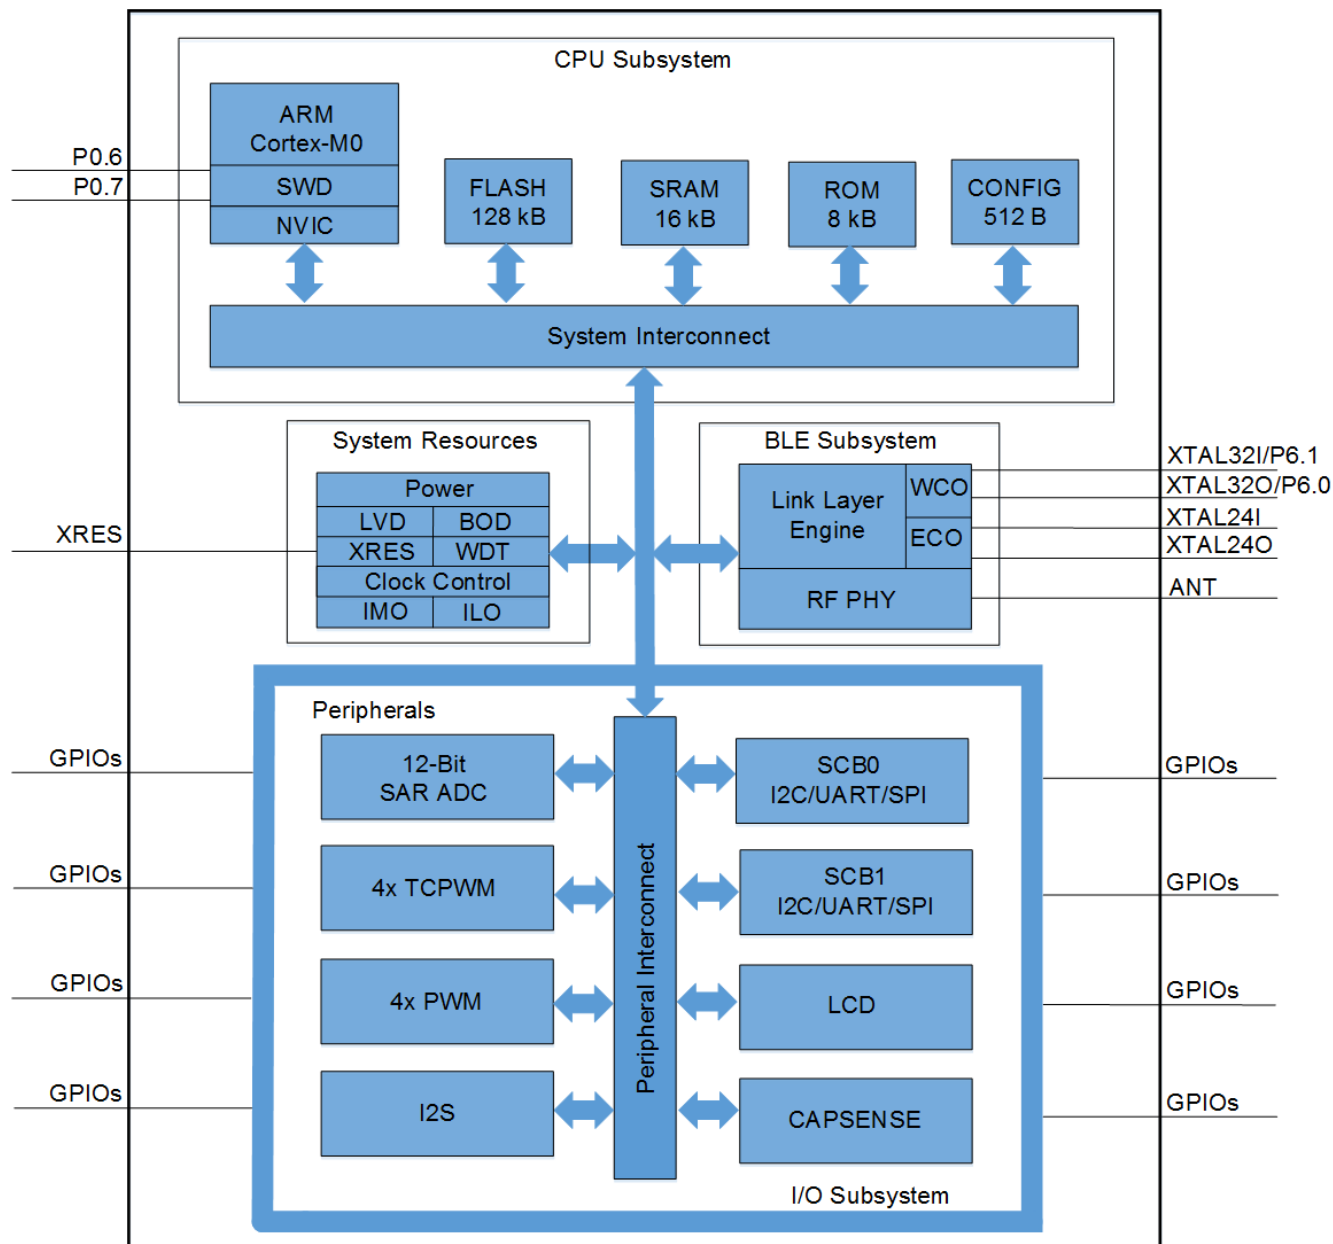 CPU Subsystem
ARM
Cortex-M0
SWD
NVIC
P0.6
P0.7
FLASH
128 kB
SRAM
16 kB
ROM
8 kB
CONFIG
512 B
System Interconnect
System Resources
Power
LVD
BOD
XRES
WDT
Clock Control
IMO
ILO
XRES
BLE Subsystem
Link Layer
Engine
WCO
ECO
RF PHY
XTAL32I/P6.1
XTAL32O/P6.0
XTAL24I
XTAL24O
ANT
Peripherals
12-Bit
SAR ADC
4x TCPWM
4x PWM
I2S
Peripheral Interconnect
SCB0
I2C/UART/SPI
SCB1
I2C/UART/SPI
LCD
CAPSENSE
I/O Subsystem
GPIOs
GPIOs
GPIOs
GPIOs
GPIOs
GPIOs
GPIOs
GPIOs